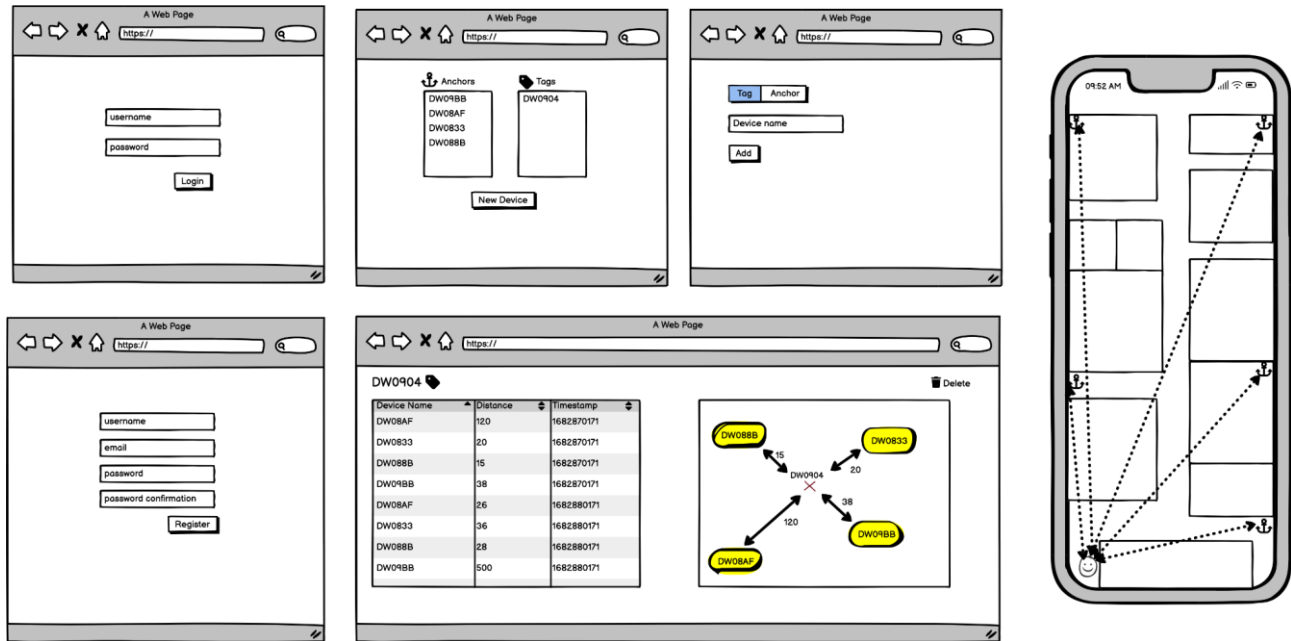 A Web Page
https://
username
password
Login
A Web Page
https://
Anchors
Tags
DW09BB
DW08AF
DW0833
DW088B
DW0904
New Device
A Web Page
https://
Tag Anchor
Device name
Add
A Web Page
https://
username
email
password
password confirmation
Register
A Web Page
https://
DW0904
Delete
Device Name Distance Timestamp
DW08AF 120 1682870171
DW0833 20 1682870171
DW088B 15 1682870171
DW09BB 38 1682870171
DW08AF 26 1682880171
DW0833 36 1682880171
DW088B 28 1682880171
DW09BB 500 1682880171
DW088B
DW0833
15
DW0904
20
38
120
DW09BB
DW08AF
09:52 AM